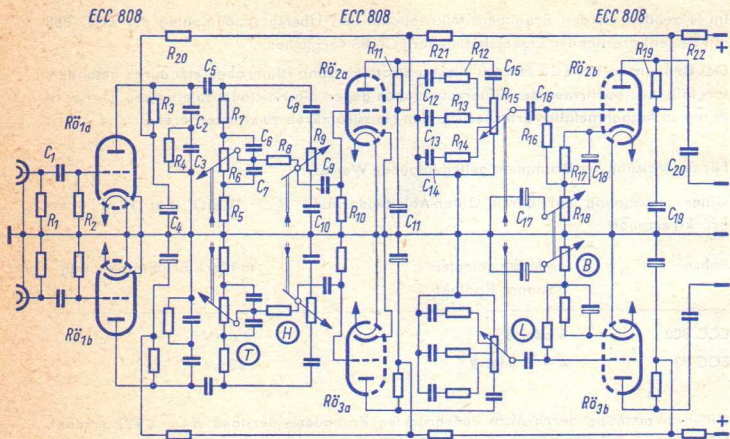 ECC 808 ECC 808 ECC 808
R20 R11 R21 R12 R19 R22 +
C5 Rö2a C15 Rö2b
R3 C2 R7 C8 C12 R13 R15 C16
Rö1a C6 R8 R9 R16
C1 R4 C3 C13 R14 R17 C18 C20
R6 C7 C9 C14
R1 R2 C4 R5 C10 R10 C11 C17 R18 C19
B
H L
Rö1b T
Rö3a Rö3b
+